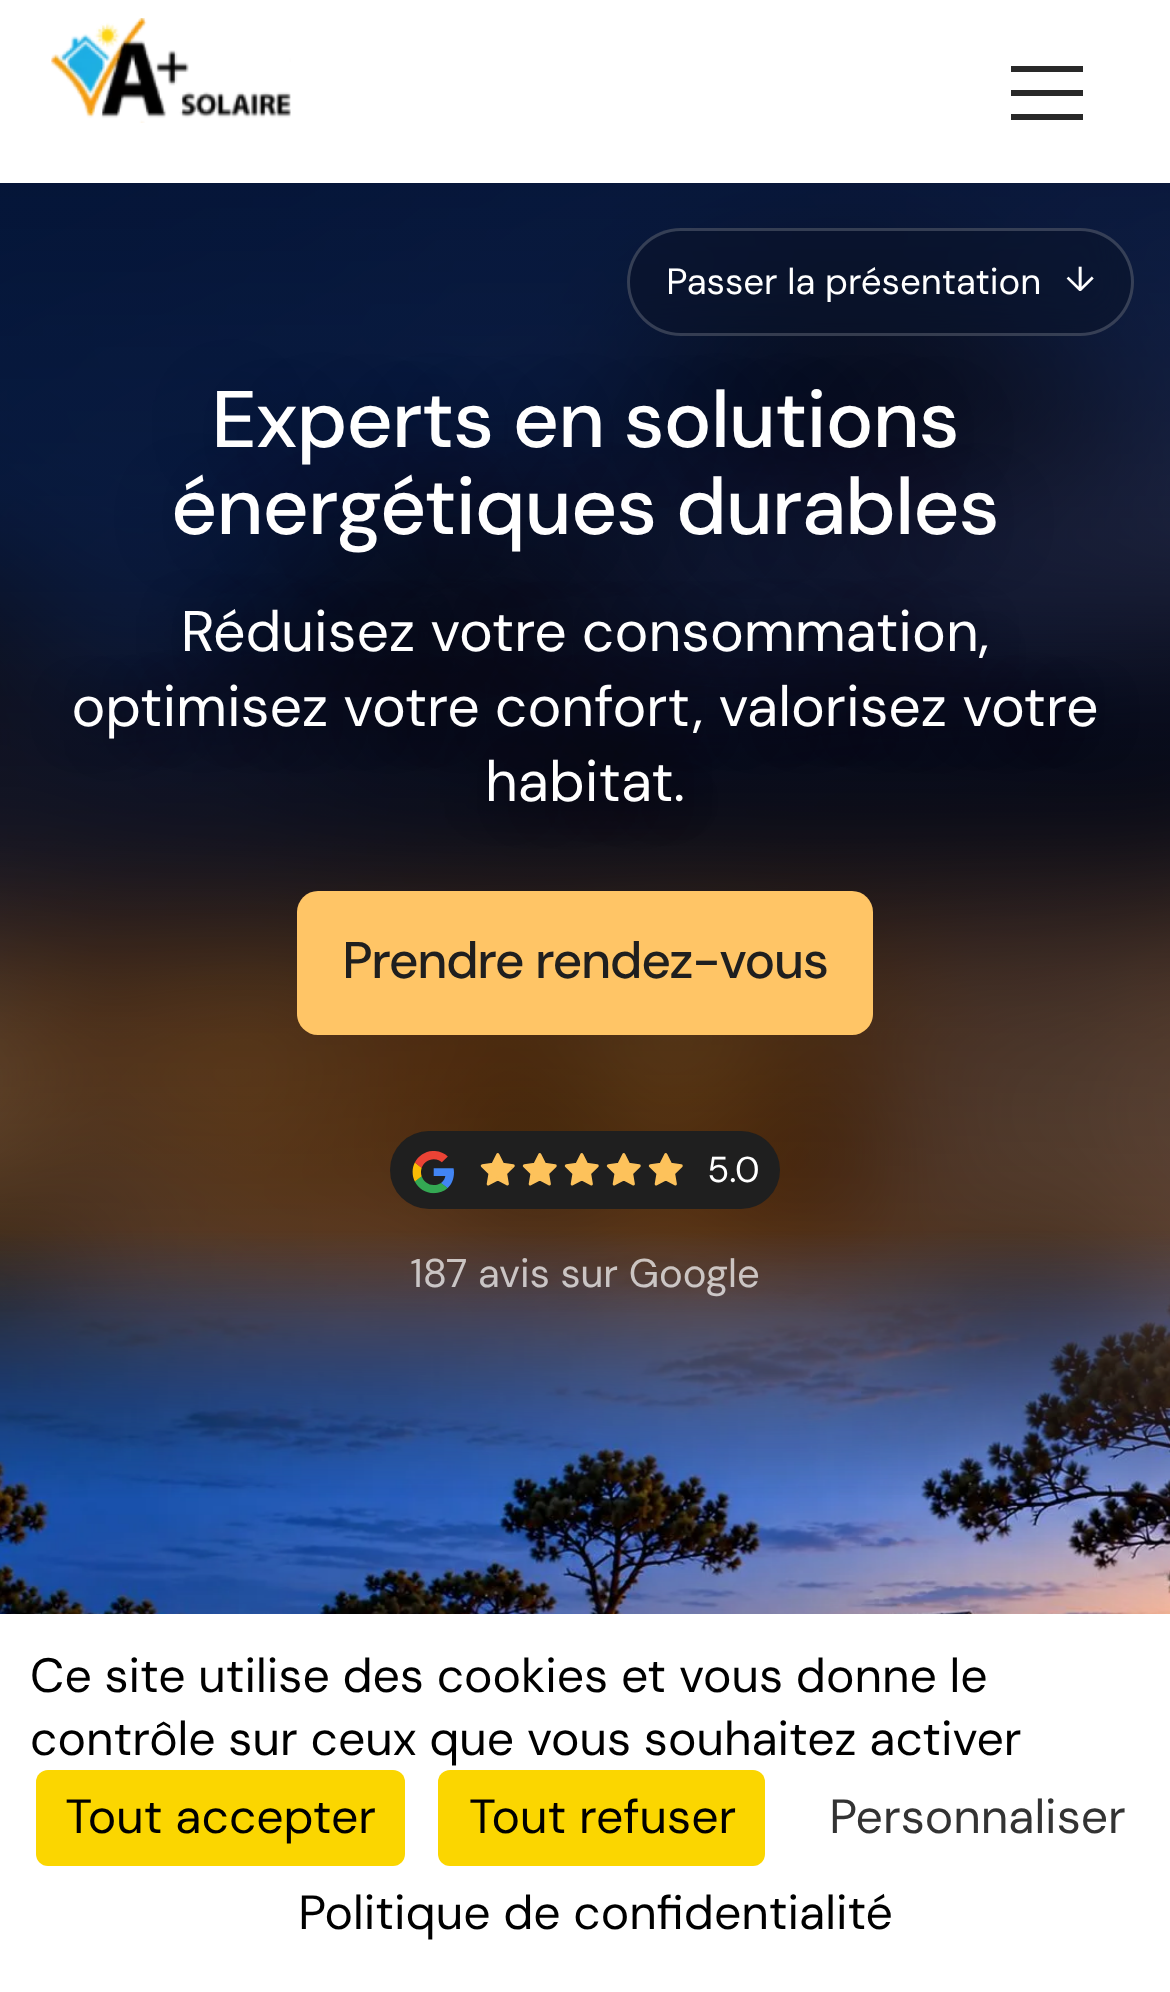 A+ SOLAIRE
Passer la présentation ↓
Experts en solutions
énergétiques durables
Réduisez votre consommation,
optimisez votre confort, valorisez votre
habitat.
Prendre rendez-vous
5.0
187 avis sur Google
Ce site utilise des cookies et vous donne le
contrôle sur ceux que vous souhaitez activer
Tout accepter Tout refuser Personnaliser
Politique de confidentialité